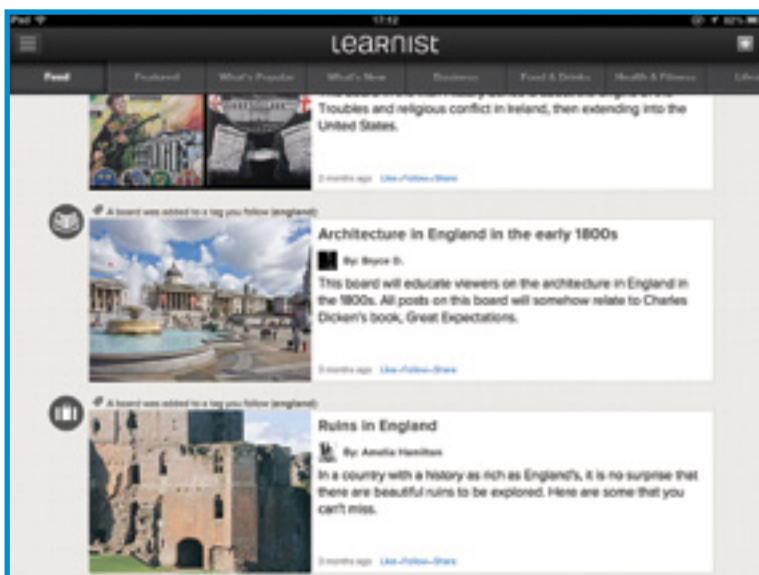 iPad 17:12 82%
Learnist
Feed Featured What's Popular What's New Business Food & Drinks Health & Fitness
Troubles and religious conflict in Ireland, then extending into the
United States.
3 months ago Like Follow Share
A board was added to a tag you follow (england)
Architecture in England in the early 1800s
By: Bryce D.
This board will educate viewers on the architecture in England in
the 1800s. All posts on this board will somehow relate to Charles
Dicken's book, Great Expectations.
3 months ago Like Follow Share
A board was added to a tag you follow (england)
Ruins in England
By: Amelia Hamilton
In a country with a history as rich as England's, it is no surprise that
there are beautiful ruins to be explored. Here are some that you
can't miss.
3 months ago Like Follow Share